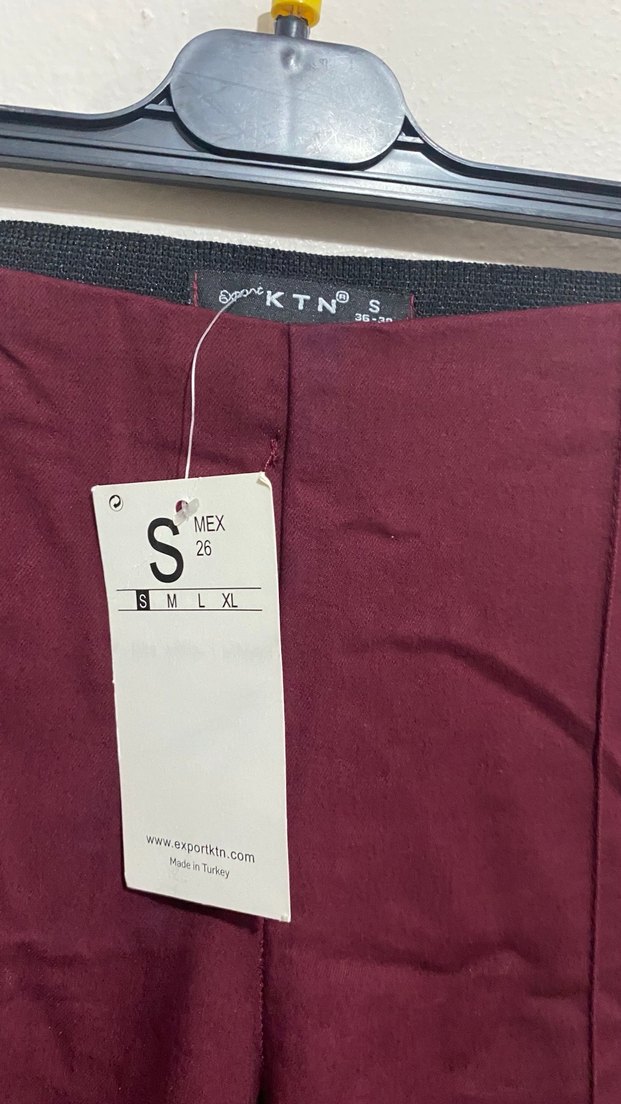 Export KTN® S
36-38
S MEX
26
S M L XL
www.exportktn.com
Made in Turkey